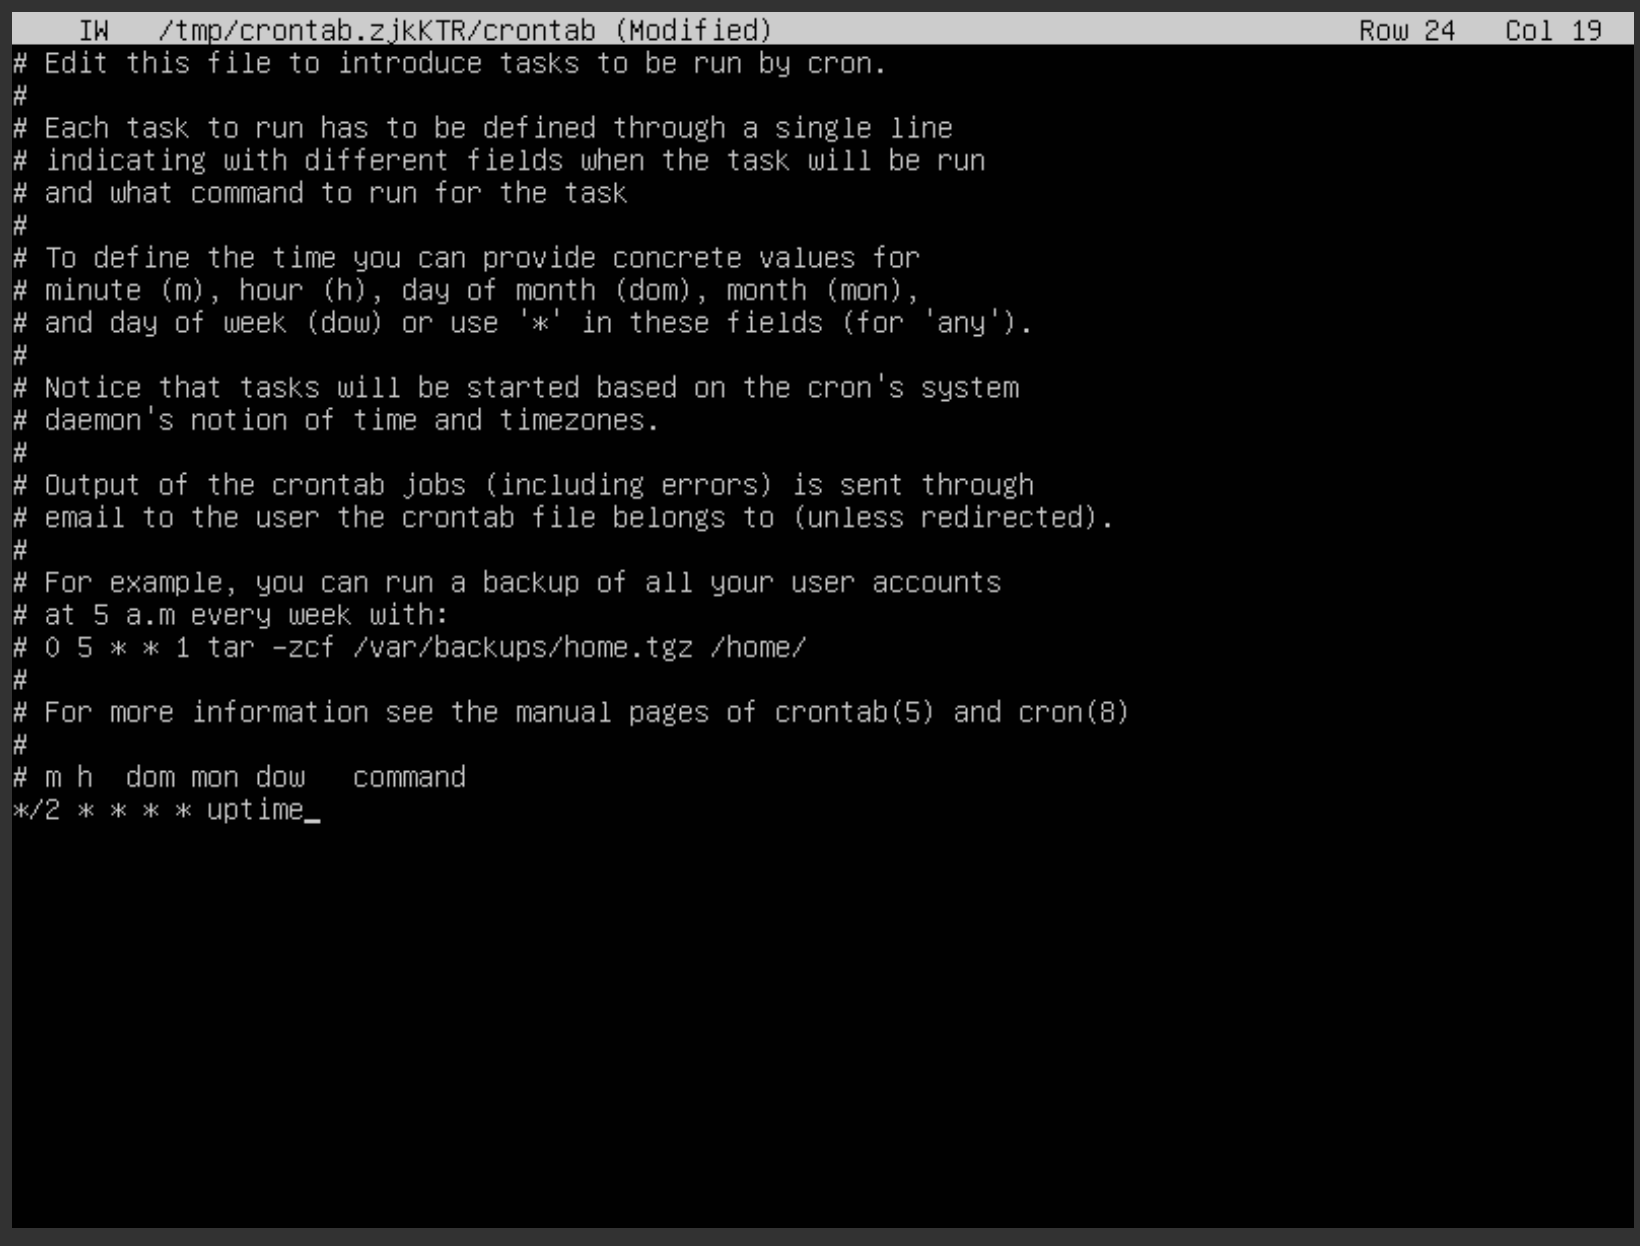 IW   /tmp/crontab.zjkKTR/crontab (Modified)   Row 24   Col 19
# Edit this file to introduce tasks to be run by cron.
#
# Each task to run has to be defined through a single line
# indicating with different fields when the task will be run
# and what command to run for the task
#
# To define the time you can provide concrete values for
# minute (m), hour (h), day of month (dom), month (mon),
# and day of week (dow) or use '*' in these fields (for 'any').
#
# Notice that tasks will be started based on the cron's system
# daemon's notion of time and timezones.
#
# Output of the crontab jobs (including errors) is sent through
# email to the user the crontab file belongs to (unless redirected).
#
# For example, you can run a backup of all your user accounts
# at 5 a.m every week with:
# 0 5 * * 1 tar -zcf /var/backups/home.tgz /home/
#
# For more information see the manual pages of crontab(5) and cron(8)
#
# m h  dom mon dow   command
*/2 * * * * uptime_